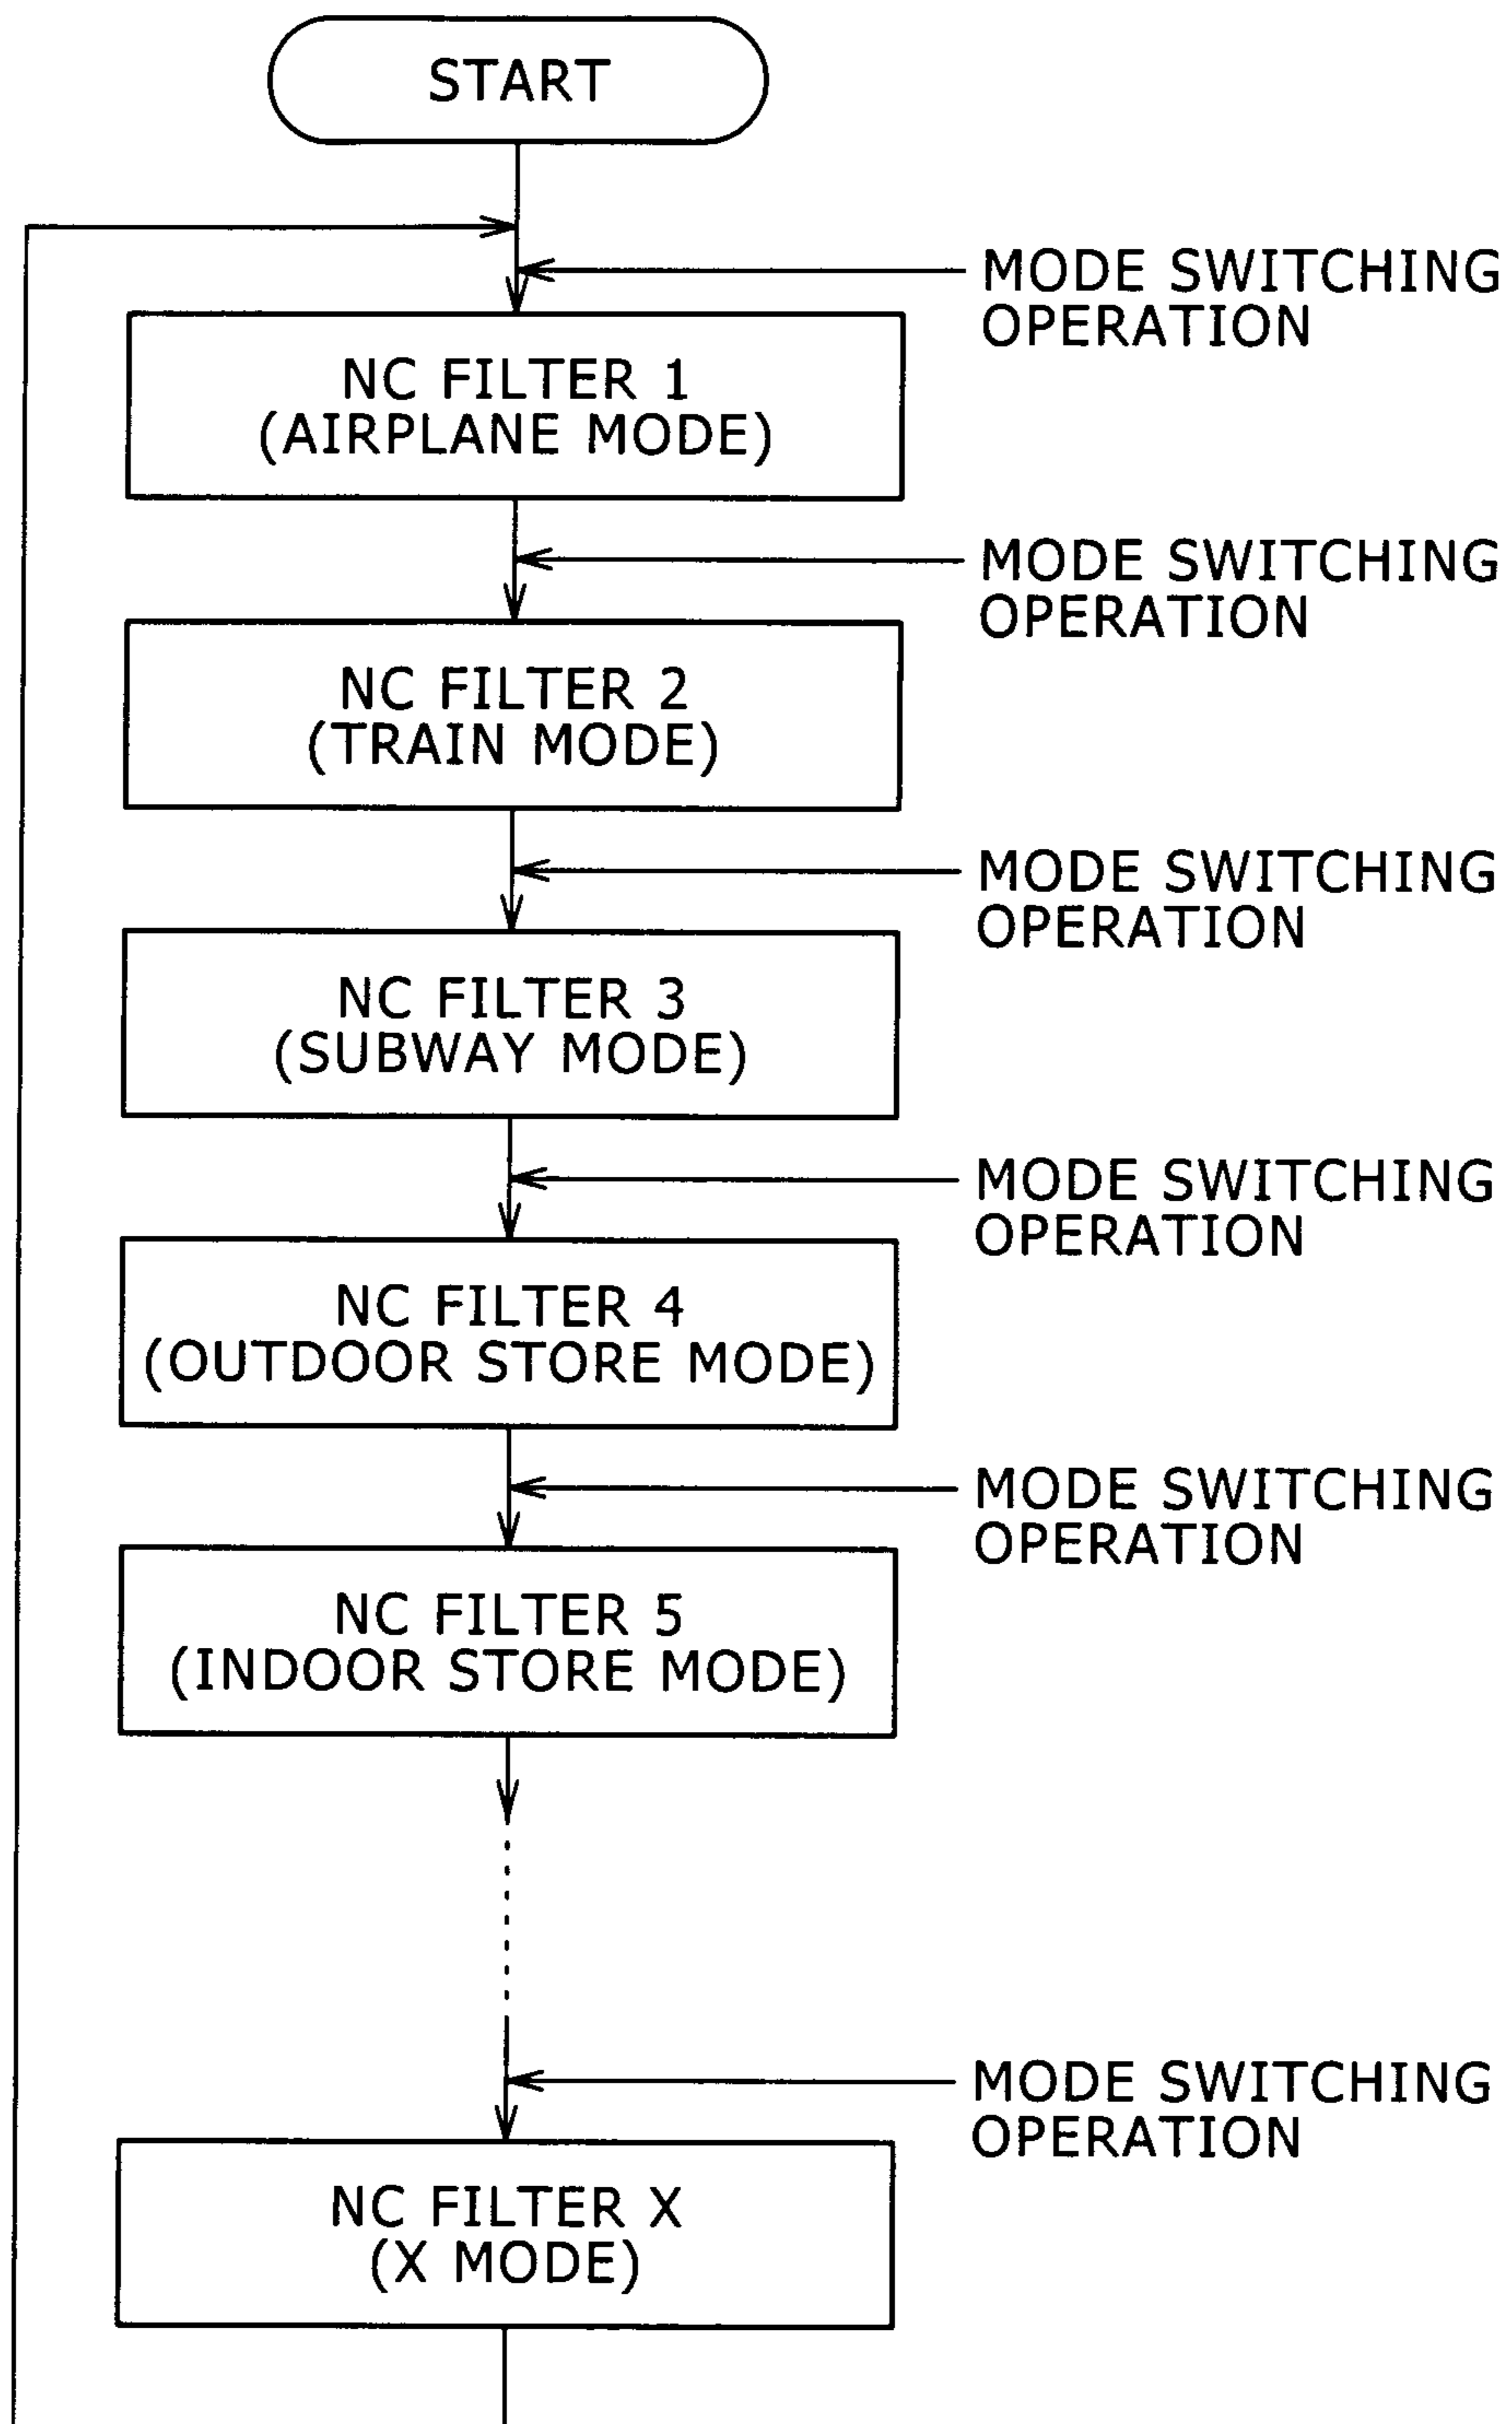 START
MODE SWITCHING
OPERATION
NC FILTER 1
(AIRPLANE MODE)
MODE SWITCHING
OPERATION
NC FILTER 2
(TRAIN MODE)
MODE SWITCHING
OPERATION
NC FILTER 3
(SUBWAY MODE)
MODE SWITCHING
OPERATION
NC FILTER 4
(OUTDOOR STORE MODE)
MODE SWITCHING
OPERATION
NC FILTER 5
(INDOOR STORE MODE)
MODE SWITCHING
OPERATION
NC FILTER X
(X MODE)